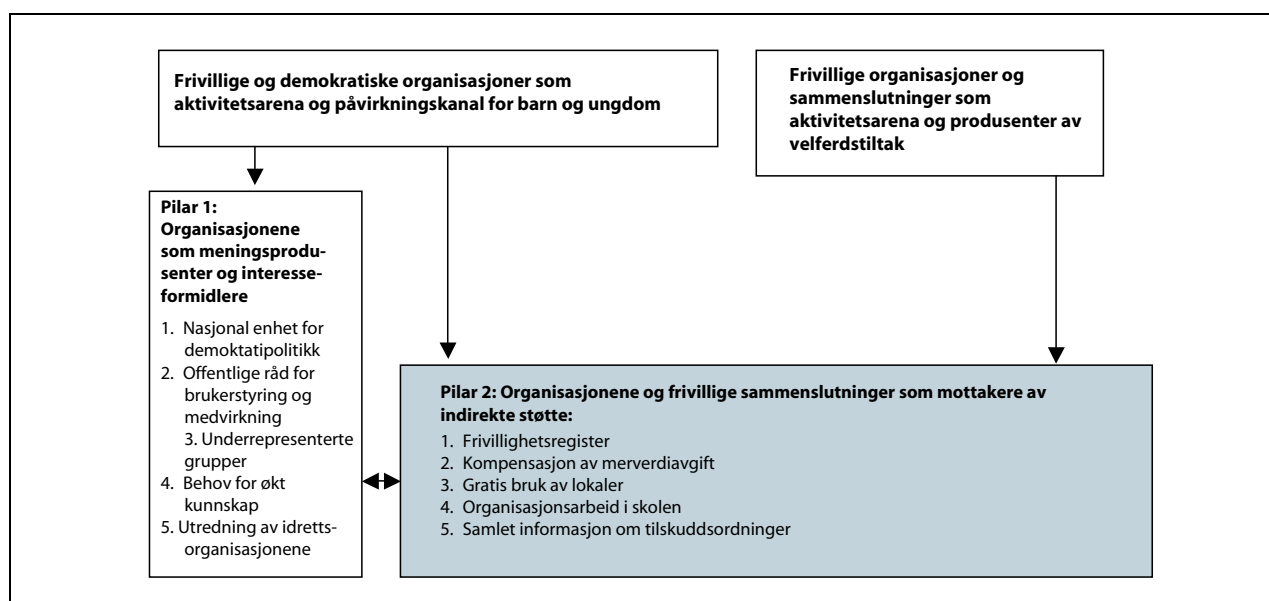 Frivillige og demokratiske organisasjoner som
aktivitetsarena og påvirkningskanal for barn og ungdom
Frivillige organisasjoner og
sammenslutninger som
aktivitetsarena og produsenter av
velferdstiltak
Pilar 1:
Organisasjonene
som meningsprodu-
senter og interesse-
formidlere
1. Nasjonal enhet for
demoktatipolitikk
2. Offentlige råd for
brukerstyring og
medvirkning
3. Underrepresenterte
grupper
4. Behov for økt
kunnskap
5. Utredning av idretts-
organisasjonene
Pilar 2: Organisasjonene og frivillige sammenslutninger som mottakere av
indirekte støtte:
1. Frivillighetsregister
2. Kompensasjon av merverdiavgift
3. Gratis bruk av lokaler
4. Organisasjonsarbeid i skolen
5. Samlet informasjon om tilskuddsordninger